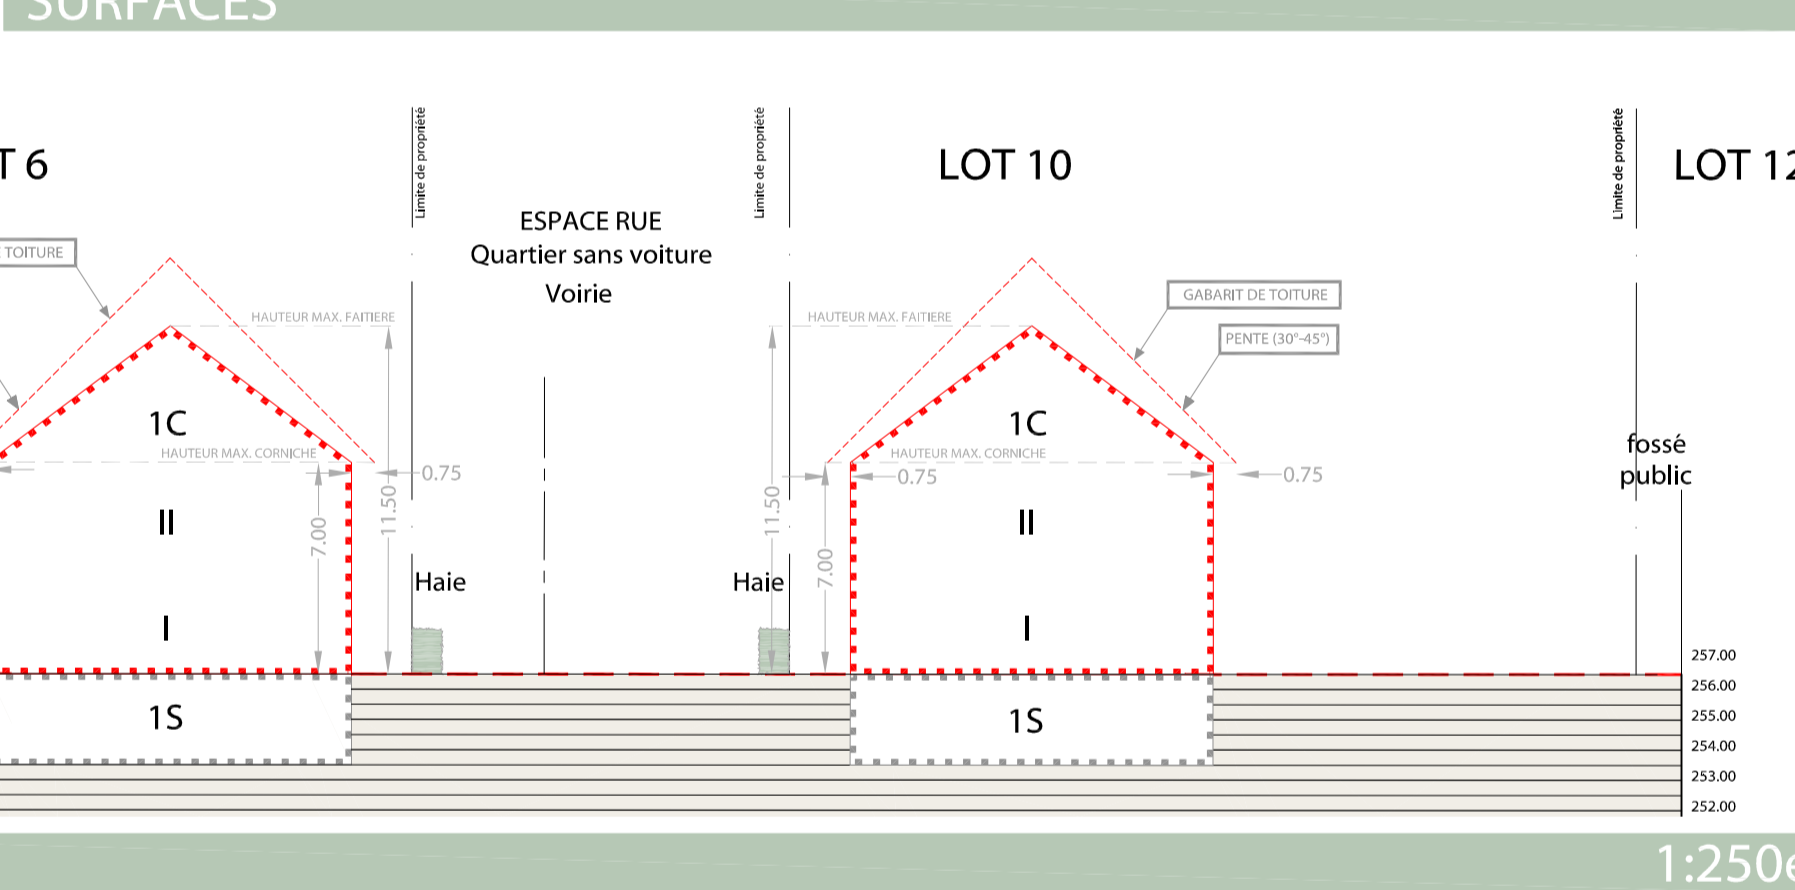 SURFACES
Limite de propriété
Limite de propriété
Limite de propriété
T 6
LOT 10
LOT 12
ESPACE RUE
Quartier sans voiture
Voirie
TOITURE
GABARIT DE TOITURE
HAUTEUR MAX. FAITIERE
HAUTEUR MAX. FAITIERE
PENTE (30°-45°)
1C
1C
HAUTEUR MAX. CORNICHE
HAUTEUR MAX. CORNICHE
fossé
public
0.75
0.75
0.75
11.50
11.50
7.00
7.00
II
II
Haie
Haie
I
I
257.00
256.00
255.00
254.00
253.00
252.00
1S
1S
1:250e